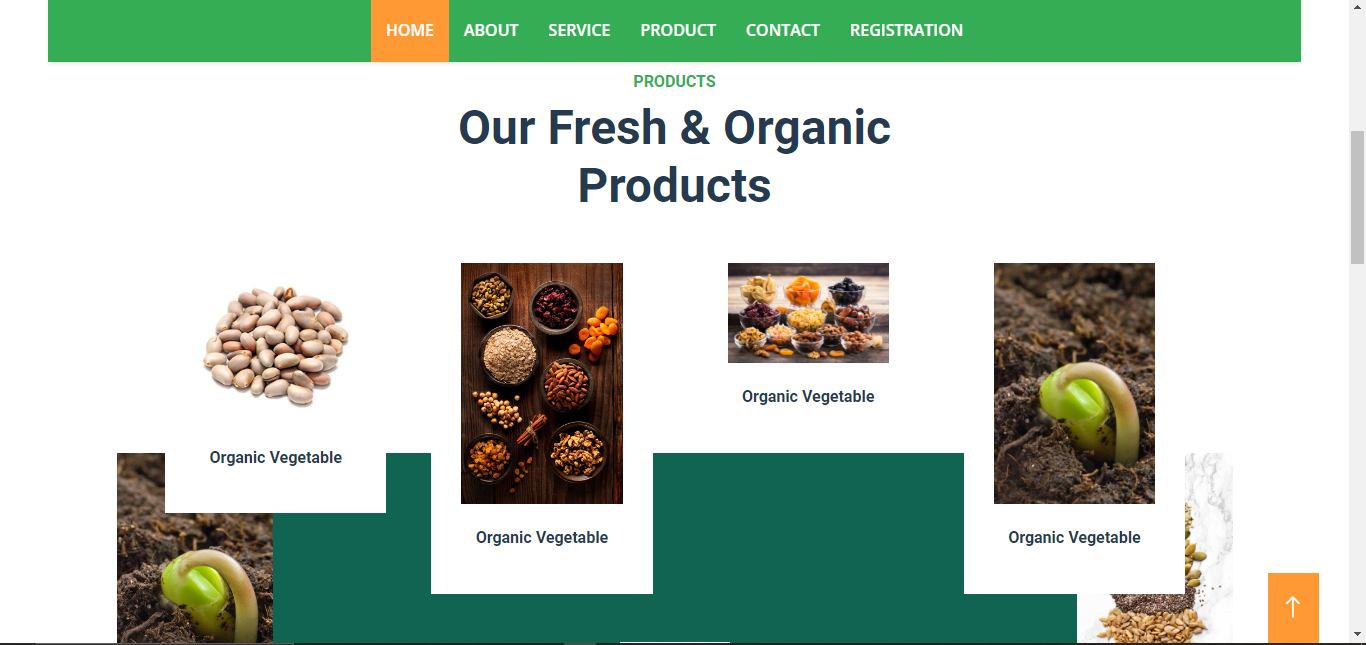 HOME ABOUT SERVICE PRODUCT CONTACT REGISTRATION
PRODUCTS
Our Fresh & Organic
Products
Organic Vegetable
Organic Vegetable
Organic Vegetable
Organic Vegetable